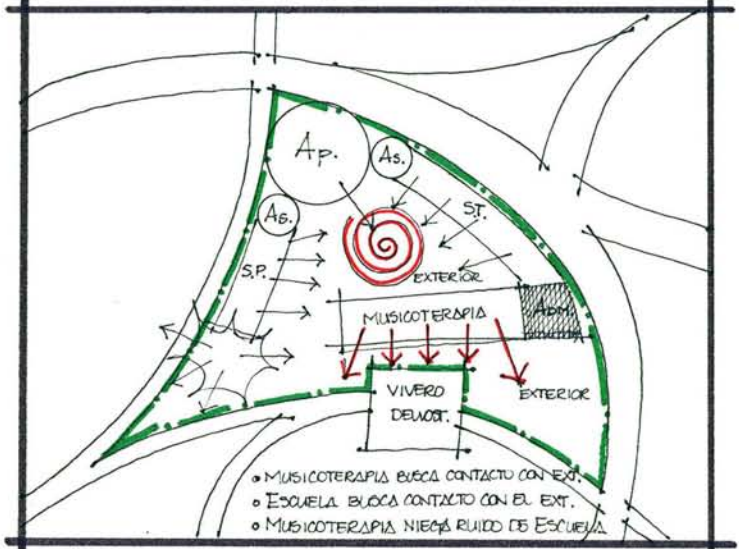 Ap.
As.
As.
S.T.
S.P.
EXTERIOR
MUSICOTERAPIA
ADM.
VIVERO
DEMOST.
EXTERIOR
• MUSICOTERAPIA BUSCA CONTACTO CON EXT.
• ESCUELA BUSCA CONTACTO CON EL EXT.
• MUSICOTERAPIA NIEGA RUIDO DE ESCUELA